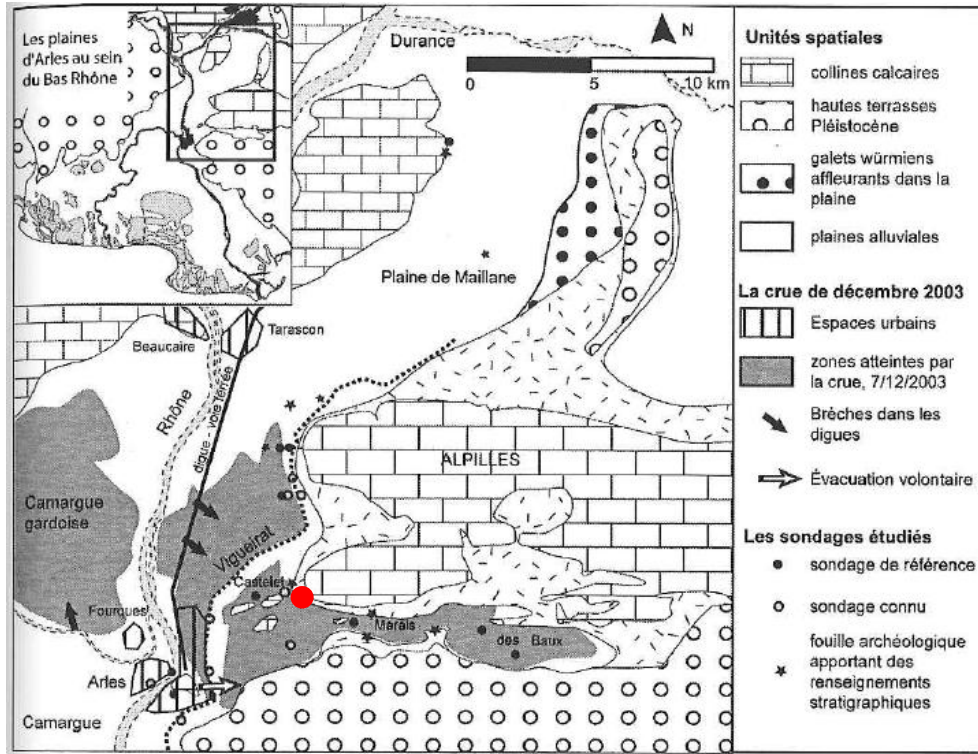 Les plaines
d'Arles au sein
du Bas Rhône
Durance
N
0 5 10 km
Plaine de Maillane
Beaucaire
Tarascon
Rhône
digue - voie ferrée
ALPILLES
Camargue
gardoise
Vigueirat
Castelet
Fourques
Marais
des Baux
Arles
Camargue
Unités spatiales
collines calcaires
hautes terrasses
Pléistocène
galets würmiens
affleurants dans la
plaine
plaines alluviales
La crue de décembre 2003
Espaces urbains
zones atteintes par
la crue, 7/12/2003
Brèches dans les
digues
Évacuation volontaire
Les sondages étudiés
sondage de référence
sondage connu
fouille archéologique
apportant des
renseignements
stratigraphiques